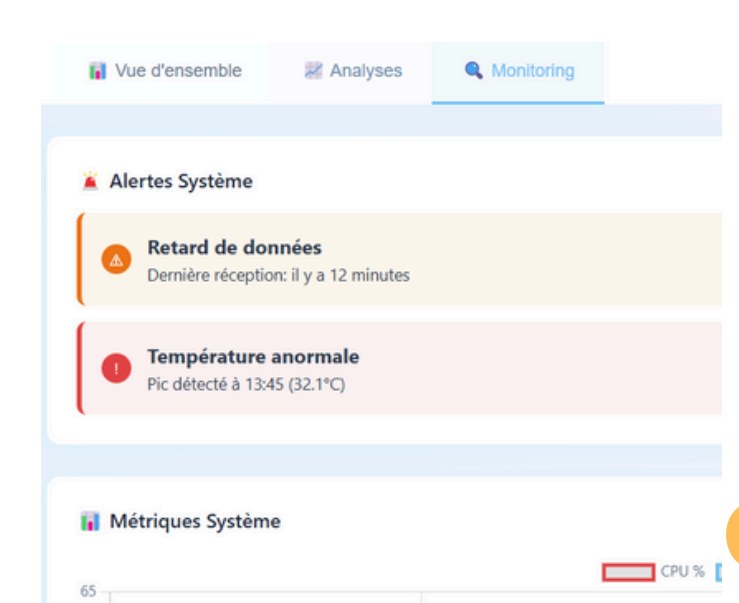 Vue d'ensemble
Analyses
Monitoring
Alertes Système
Retard de données
Dernière réception: il y a 12 minutes
!
Température anormale
Pic détecté à 13:45 (32.1°C)
Métriques Système
CPU %
65